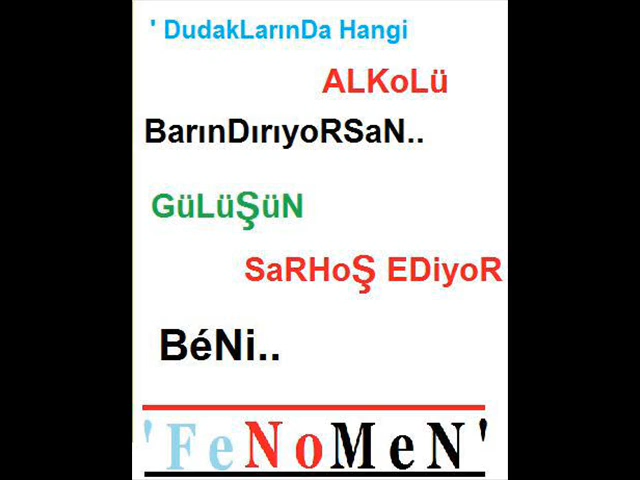 ' DudakLarınDa Hangi
ALKoLü
BarınDırıyoRSaN..
GüLüŞüN
SaRHoŞ EDiyoR
BéNi..
'FeNoMeN'